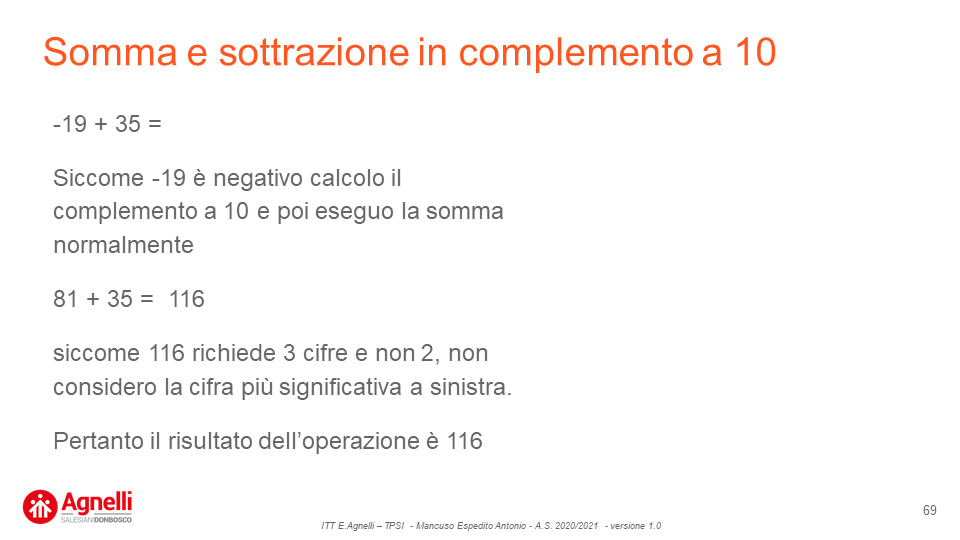 Somma e sottrazione in complemento a 10
-19 + 35 =
Siccome -19 è negativo calcolo il
complemento a 10 e poi eseguo la somma
normalmente
81 + 35 = 116
siccome 116 richiede 3 cifre e non 2, non
considero la cifra più significativa a sinistra.
Pertanto il risultato dell’operazione è 116
Agnelli
SALESIANI DONBOSCO
ITT E.Agnelli – TPSI - Mancuso Espedito Antonio - A.S. 2020/2021 - versione 1.0
69